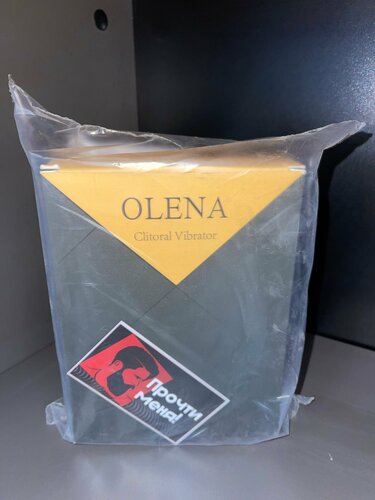 OLENA
Clitoral Vibrator
Прочти
меня!